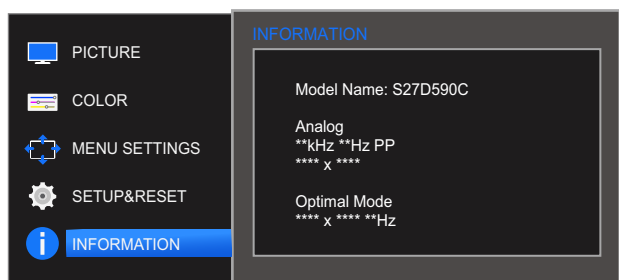 PICTURE
COLOR
MENU SETTINGS
SETUP&RESET
INFORMATION
INFORMATION
Model Name: S27D590C
Analog
**kHz **Hz PP
**** x ****
Optimal Mode
**** x **** **Hz